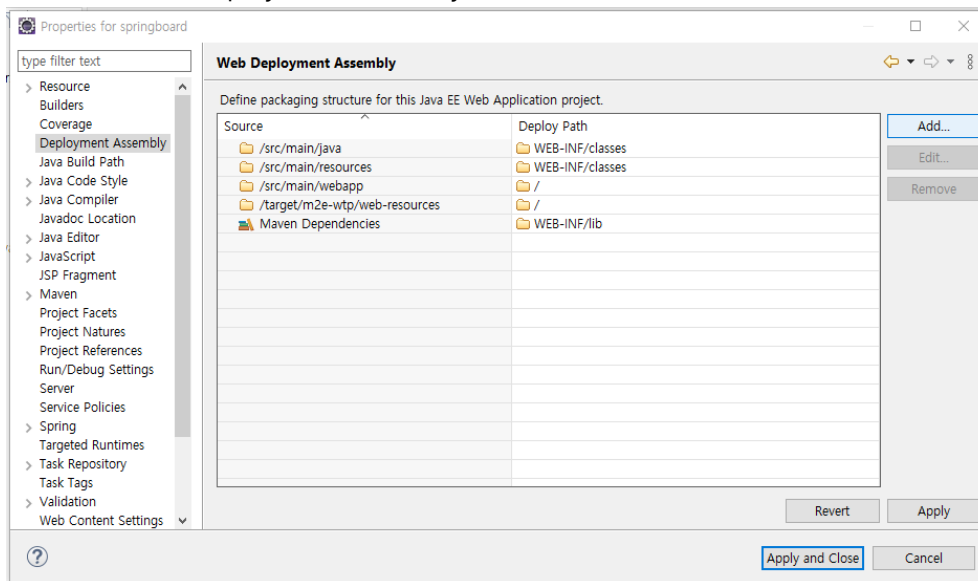 Properties for springboard
type filter text
Web Deployment Assembly
Resource
Builders
Coverage
Deployment Assembly
Java Build Path
Java Code Style
Java Compiler
Javadoc Location
Java Editor
JavaScript
JSP Fragment
Maven
Project Facets
Project Natures
Project References
Run/Debug Settings
Server
Service Policies
Spring
Targeted Runtimes
Task Repository
Task Tags
Validation
Web Content Settings
Define packaging structure for this Java EE Web Application project.
Source Deploy Path
/src/main/java WEB-INF/classes
/src/main/resources WEB-INF/classes
/src/main/webapp /
/target/m2e-wtp/web-resources /
Maven Dependencies WEB-INF/lib
Add...
Edit...
Remove
Revert Apply
Apply and Close Cancel